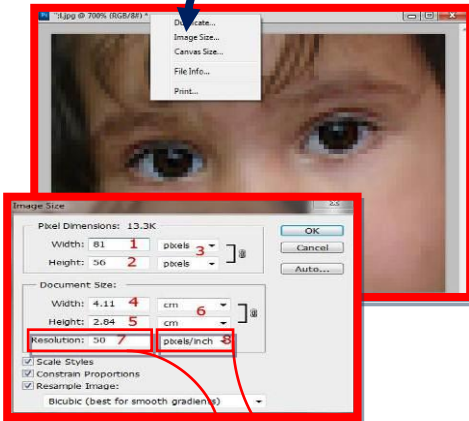 1.jpg @ 700% (RGB/8#) *
Duplicate...
Image Size...
Canvas Size...
File Info...
Print...
Image Size
Pixel Dimensions: 13.3K
Width: 81 1 pixels 3
Height: 56 2 pixels
OK
Cancel
Auto...
Document Size:
Width: 4.11 4 cm 6
Height: 2.84 5 cm
Resolution: 50 7 pixels/inch 8
Scale Styles
Constrain Proportions
Resample Image:
Bicubic (best for smooth gradients)